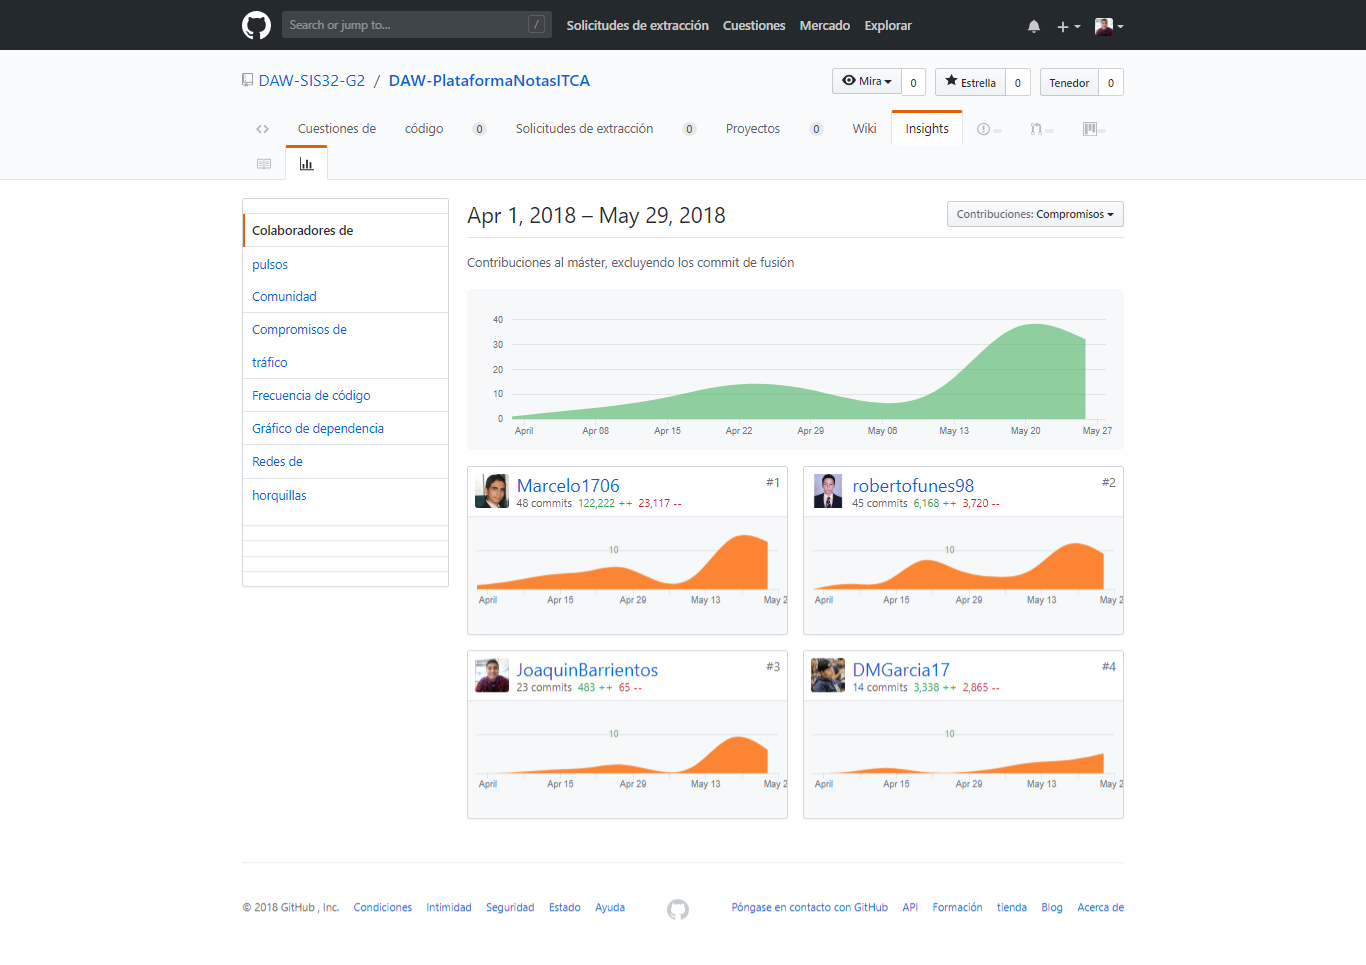 Search or jump to... / Solicitudes de extracción Cuestiones Mercado Explorar
DAW-SIS32-G2 / DAW-PlataformaNotasITCA Mira 0 Estrella 0 Tenedor 0
Cuestiones de código 0 Solicitudes de extracción 0 Proyectos 0 Wiki Insights
Colaboradores de
pulsos
Comunidad
Compromisos de
tráfico
Frecuencia de código
Gráfico de dependencia
Redes de
horquillas
Apr 1, 2018 – May 29, 2018 Contribuciones: Compromisos
Contribuciones al máster, excluyendo los commit de fusión
40
30
20
10
0
April Apr 08 Apr 15 Apr 22 Apr 29 May 06 May 13 May 20 May 27
Marcelo1706 #1
48 commits 122,222 ++ 23,117 --
10
April Apr 15 Apr 29 May 13 May 2
robertofunes98 #2
45 commits 6,168 ++ 3,720 --
10
April Apr 15 Apr 29 May 13 May 2
JoaquinBarrientos #3
23 commits 483 ++ 65 --
10
April Apr 15 Apr 29 May 13 May 2
DMGarcia17 #4
14 commits 3,338 ++ 2,865 --
10
April Apr 15 Apr 29 May 13 May 2
© 2018 GitHub , Inc. Condiciones Intimidad Seguridad Estado Ayuda Póngase en contacto con GitHub API Formación tienda Blog Acerca de